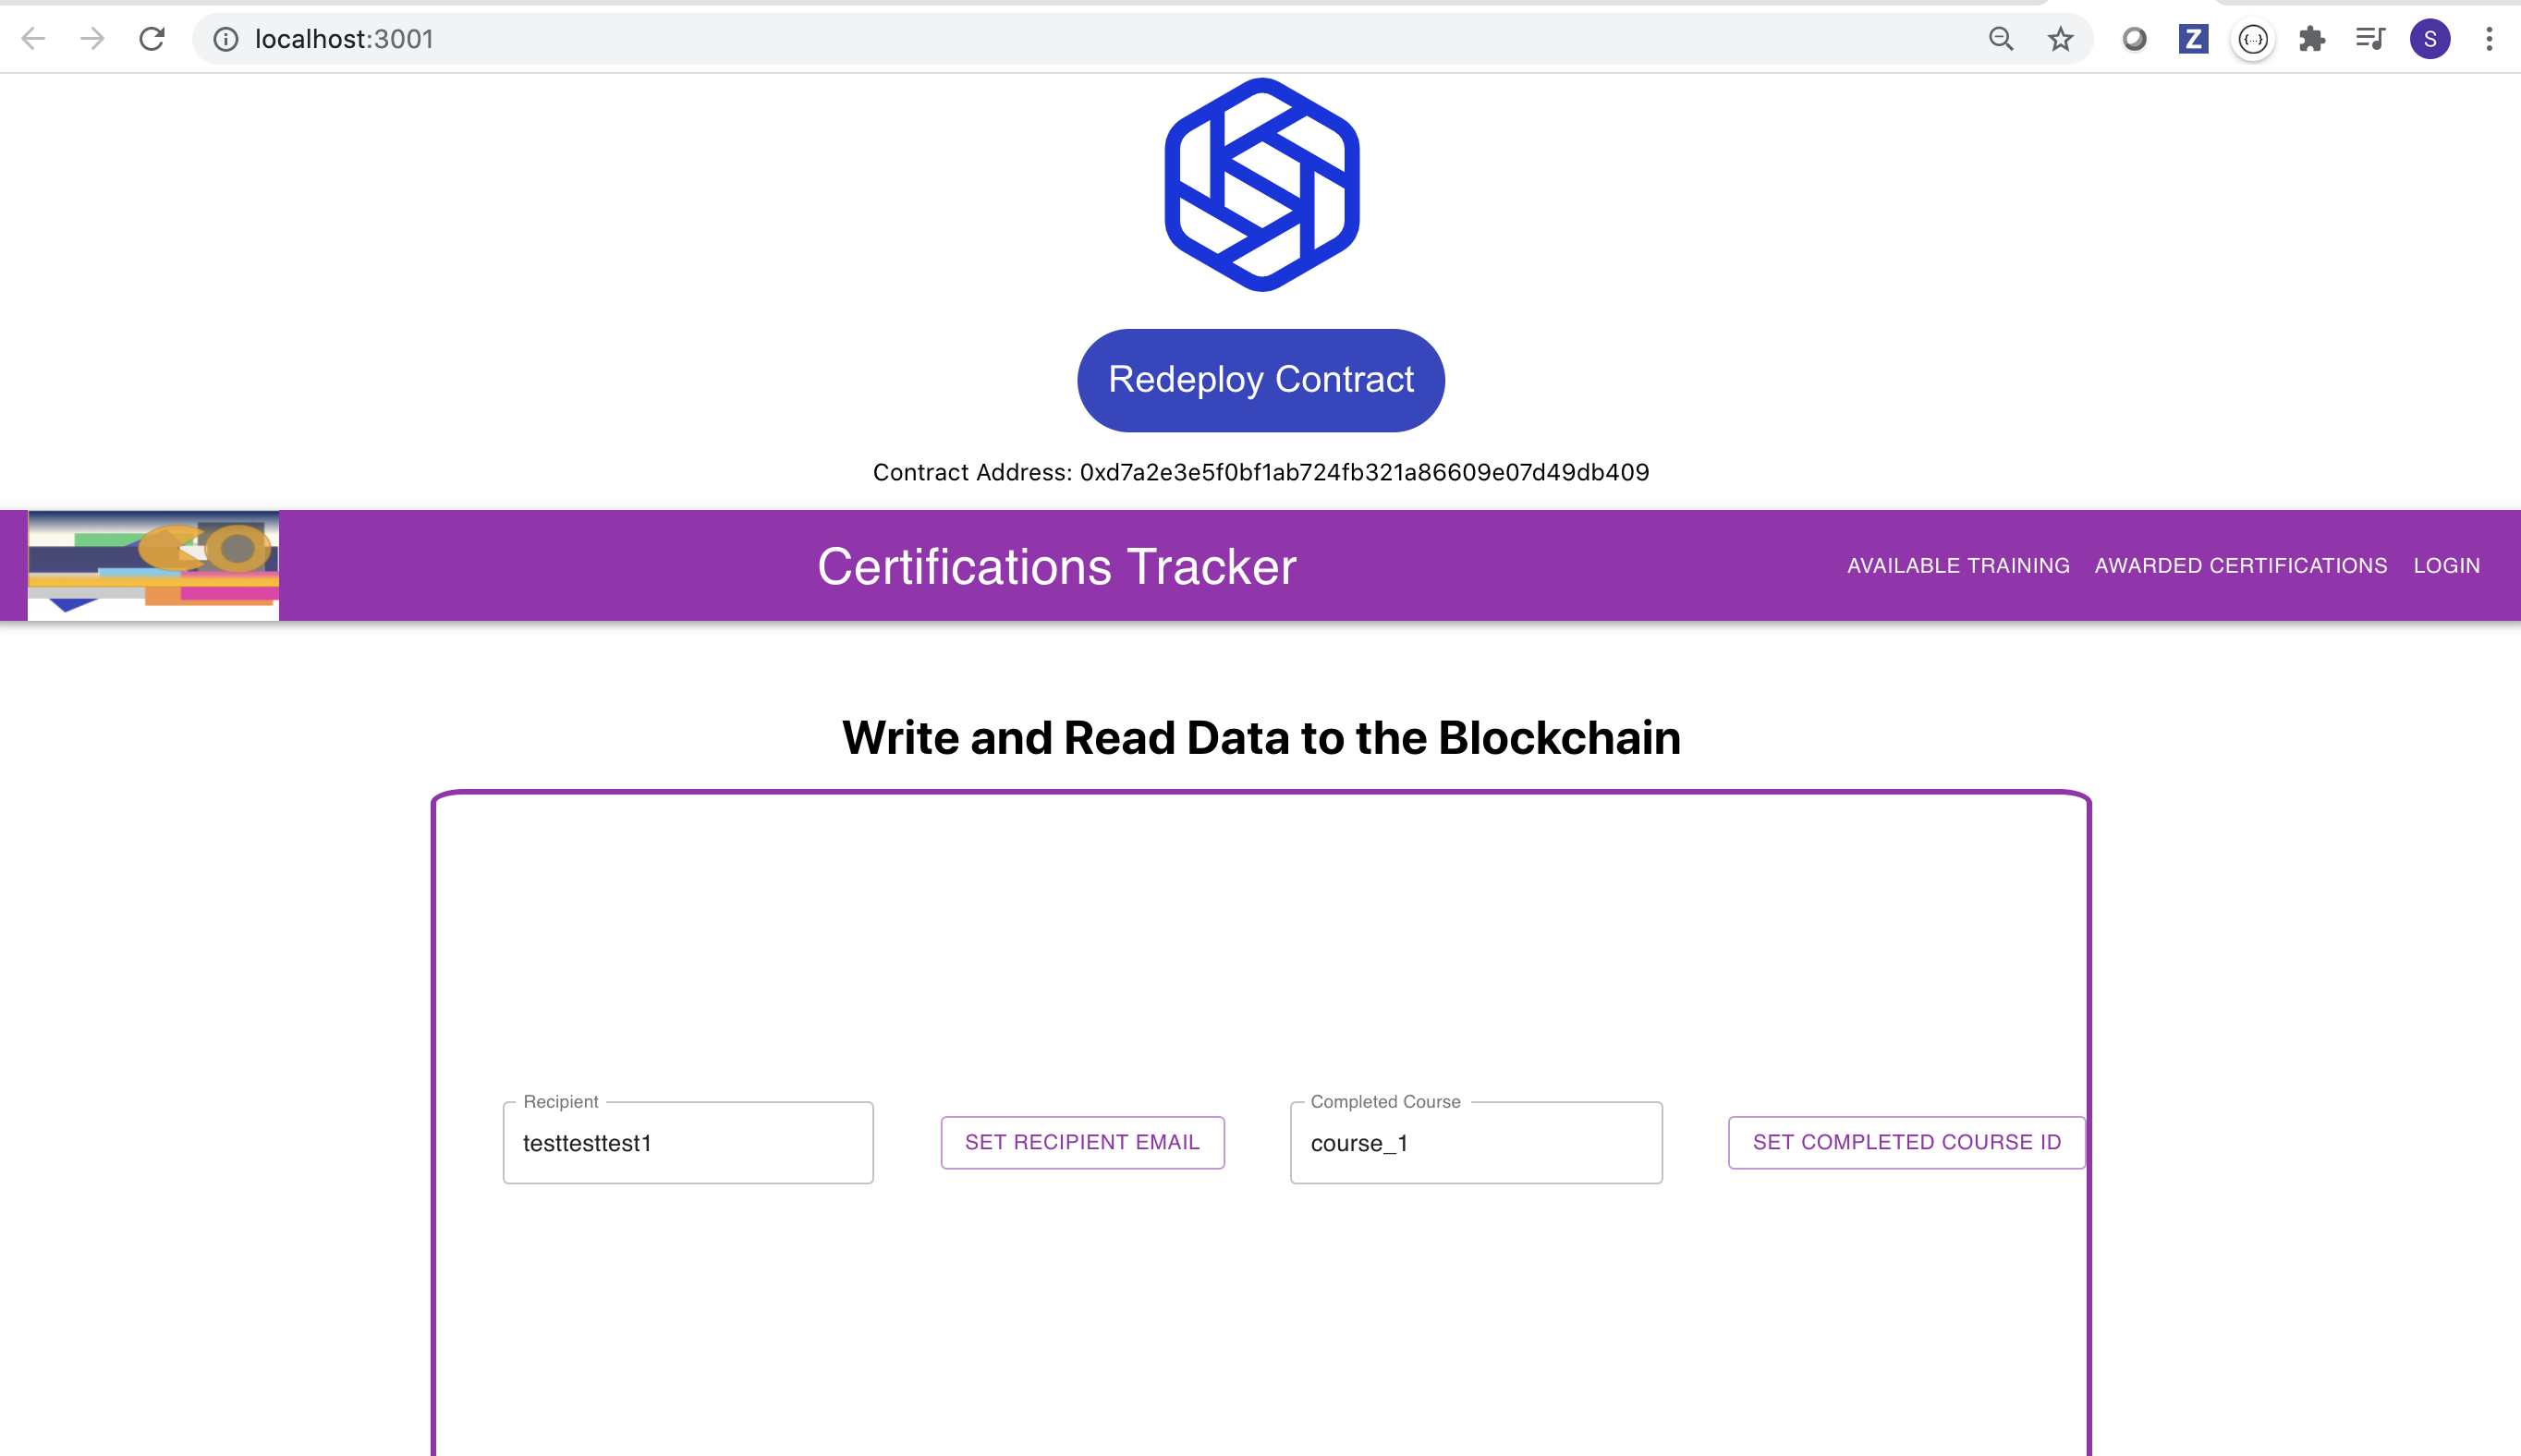 localhost:3001
Z
{...}
S
Redeploy Contract
Contract Address: 0xd7a2e3e5f0bf1ab724fb321a86609e07d49db409
CO
Certifications Tracker
AVAILABLE TRAINING AWARDED CERTIFICATIONS LOGIN
Write and Read Data to the Blockchain
Recipient
testtesttest1
SET RECIPIENT EMAIL
Completed Course
course_1
SET COMPLETED COURSE ID